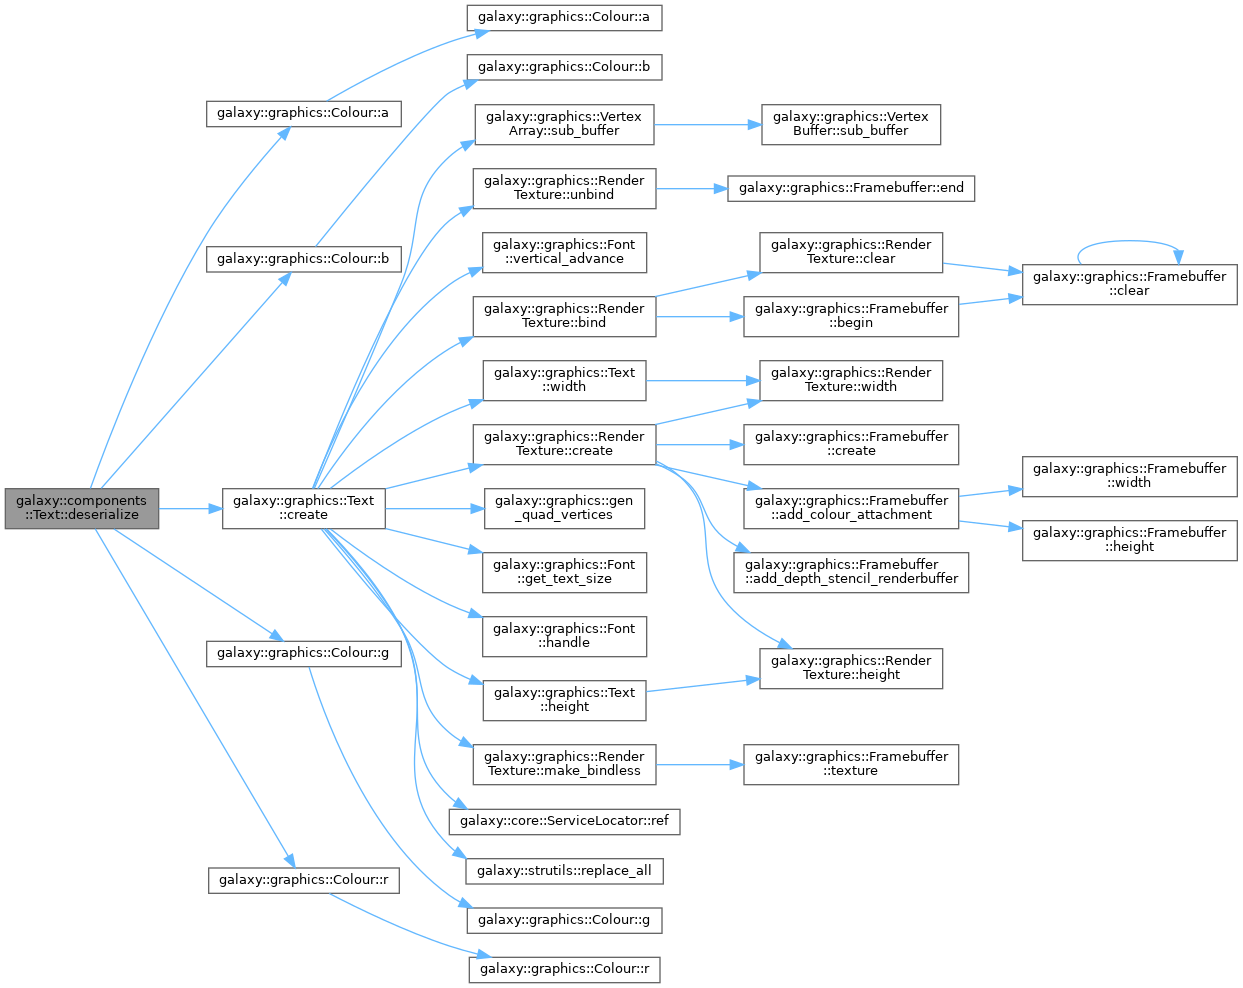 galaxy::components
::Text::deserialize
galaxy::graphics::Colour::a
galaxy::graphics::Colour::b
galaxy::graphics::Text
::create
galaxy::graphics::Colour::g
galaxy::graphics::Colour::r
galaxy::graphics::Colour::a
galaxy::graphics::Colour::b
galaxy::graphics::Vertex
Array::sub_buffer
galaxy::graphics::Render
Texture::unbind
galaxy::graphics::Font
::vertical_advance
galaxy::graphics::Render
Texture::bind
galaxy::graphics::Text
::width
galaxy::graphics::Render
Texture::create
galaxy::graphics::gen
_quad_vertices
galaxy::graphics::Font
::get_text_size
galaxy::graphics::Font
::handle
galaxy::graphics::Text
::height
galaxy::graphics::Render
Texture::make_bindless
galaxy::core::ServiceLocator::ref
galaxy::strutils::replace_all
galaxy::graphics::Colour::g
galaxy::graphics::Colour::r
galaxy::graphics::Vertex
Buffer::sub_buffer
galaxy::graphics::Framebuffer::end
galaxy::graphics::Render
Texture::clear
galaxy::graphics::Framebuffer
::begin
galaxy::graphics::Render
Texture::width
galaxy::graphics::Framebuffer
::create
galaxy::graphics::Framebuffer
::add_colour_attachment
galaxy::graphics::Framebuffer
::add_depth_stencil_renderbuffer
galaxy::graphics::Render
Texture::height
galaxy::graphics::Framebuffer
::texture
galaxy::graphics::Framebuffer
::clear
galaxy::graphics::Framebuffer
::width
galaxy::graphics::Framebuffer
::height